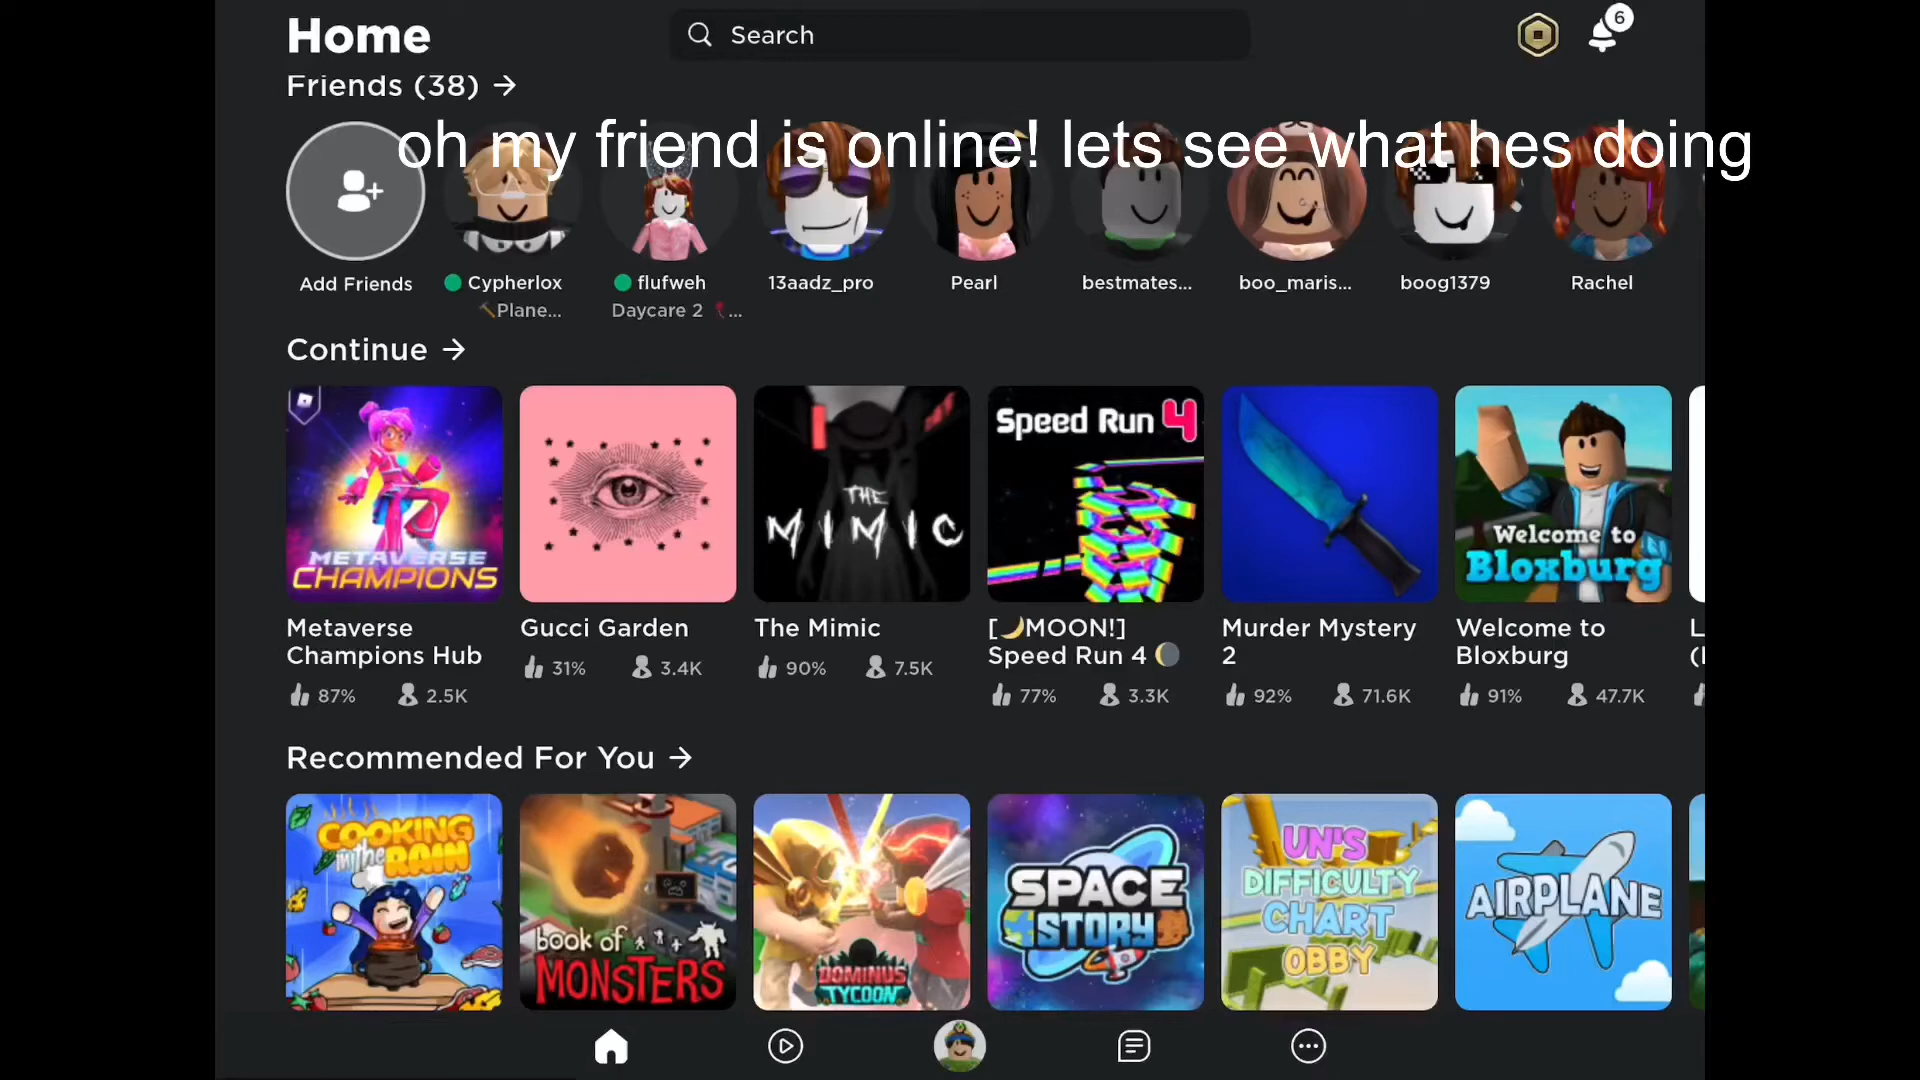 Home
Search
6
Friends (38) →
oh my friend is online! lets see what hes doing
Add Friends
Cypherlox
Plane...
flufweh
Daycare 2 ...
13aadz_pro
Pearl
bestmates...
boo_maris...
boog1379
Rachel
Continue →
METAVERSE
CHAMPIONS
THE
MIMIC
Speed Run 4
Welcome to
Bloxburg
Metaverse
Champions Hub
87% 2.5K
Gucci Garden
31% 3.4K
The Mimic
90% 7.5K
[🌙MOON!]
Speed Run 4 🌘
77% 3.3K
Murder Mystery
2
92% 71.6K
Welcome to
Bloxburg
91% 47.7K
L
(
Recommended For You →
COOKING
in the RAIN
book of
MONSTERS
DOMINUS
TYCOON
SPACE
STORY
UN'S
DIFFICULTY
CHART
OBBY
AIRPLANE